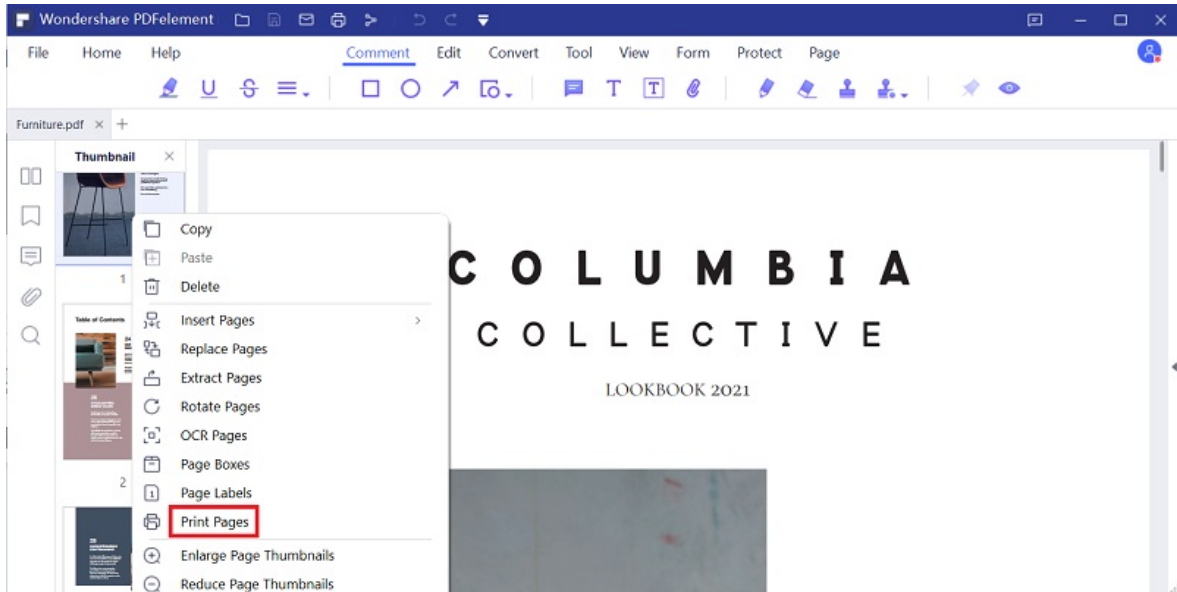 Wondershare PDFelement
File Home Help Comment Edit Convert Tool View Form Protect Page
Furniture.pdf
Thumbnail
1
Table of Contents
2
Copy
Paste
Delete
Insert Pages
Replace Pages
Extract Pages
Rotate Pages
OCR Pages
Page Boxes
Page Labels
Print Pages
Enlarge Page Thumbnails
Reduce Page Thumbnails
COLUMBIA
COLLECTIVE
LOOKBOOK 2021